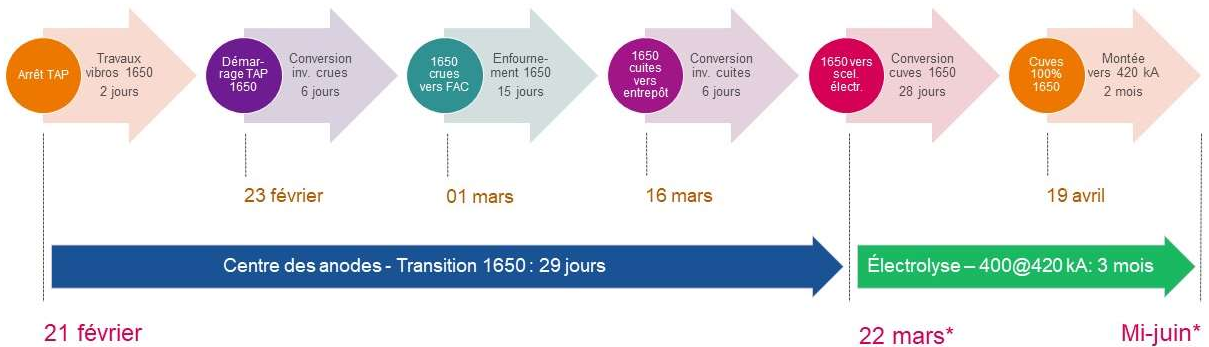 Arrêt TAP
Travaux
vibros 1650
2 jours
Démar-
rage TAP
1650
Conversion
inv. crues
6 jours
1650
crues
vers FAC
Enfourne-
ment 1650
15 jours
1650
cuites
vers
entrepôt
Conversion
inv. cuites
6 jours
1650 vers
scel.
électr.
Conversion
cuves 1650
28 jours
Cuves
100%
1650
Montée
vers 420 kA
2 mois
23 février
01 mars
16 mars
19 avril
Centre des anodes - Transition 1650 : 29 jours
Électrolyse – 400@420 kA: 3 mois
21 février
22 mars*
Mi-juin*